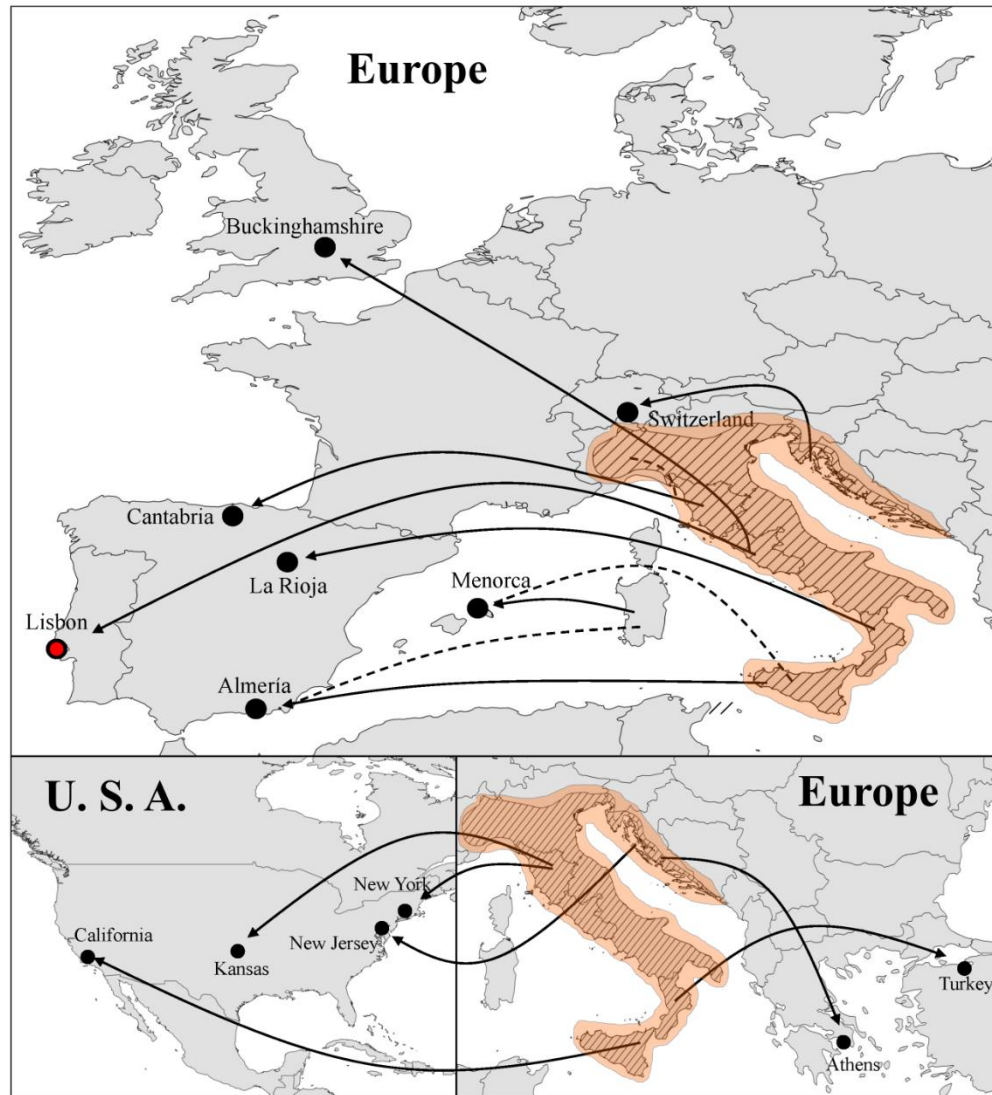 Europe
Buckinghamshire
Switzerland
Cantabria
La Rioja
Menorca
Lisbon
Almería
U. S. A.
Europe
New York
California
New Jersey
Kansas
Turkey
Athens